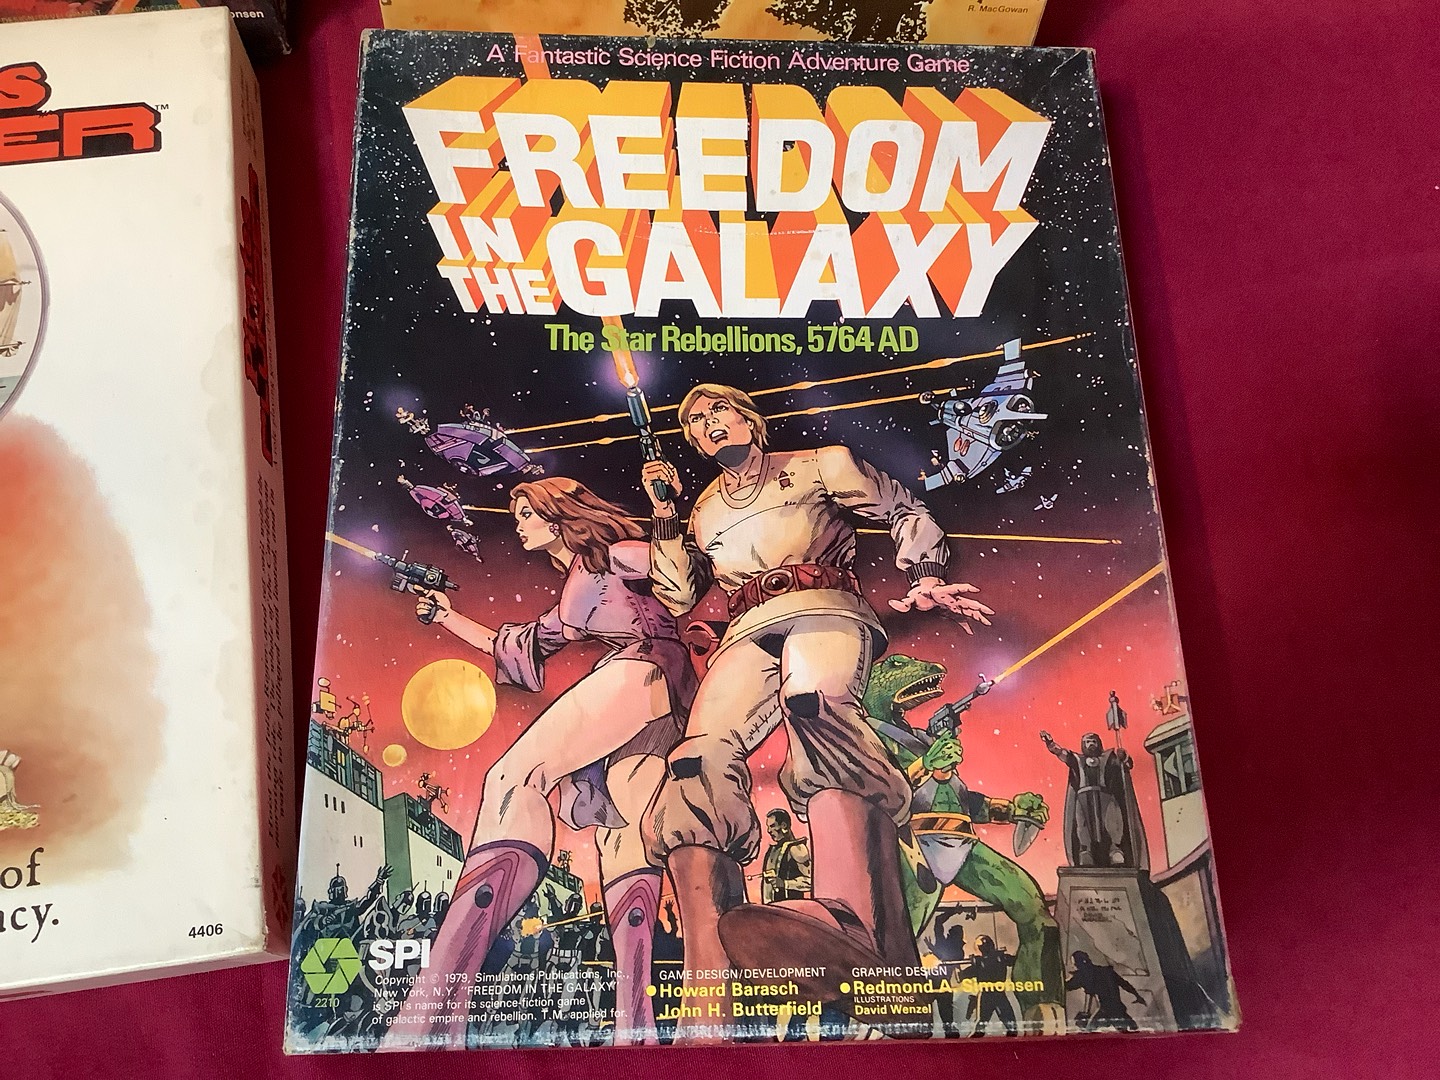 onsen
R. MacGowan
S
ER™
of
acy.
4406
A Fantastic Science Fiction Adventure Game
FREEDOM
IN
THE GALAXY
The Star Rebellions, 5764 AD
SPI
2210
Copyright © 1979, Simulations Publications, Inc.,
New York, N.Y. "FREEDOM IN THE GALAXY"
is SPI's name for its science-fiction game
of galactic empire and rebellion. T.M. applied for.
GAME DESIGN/DEVELOPMENT
Howard Barasch
John H. Butterfield
GRAPHIC DESIGN
Redmond A. Simonsen
ILLUSTRATIONS
David Wenzel